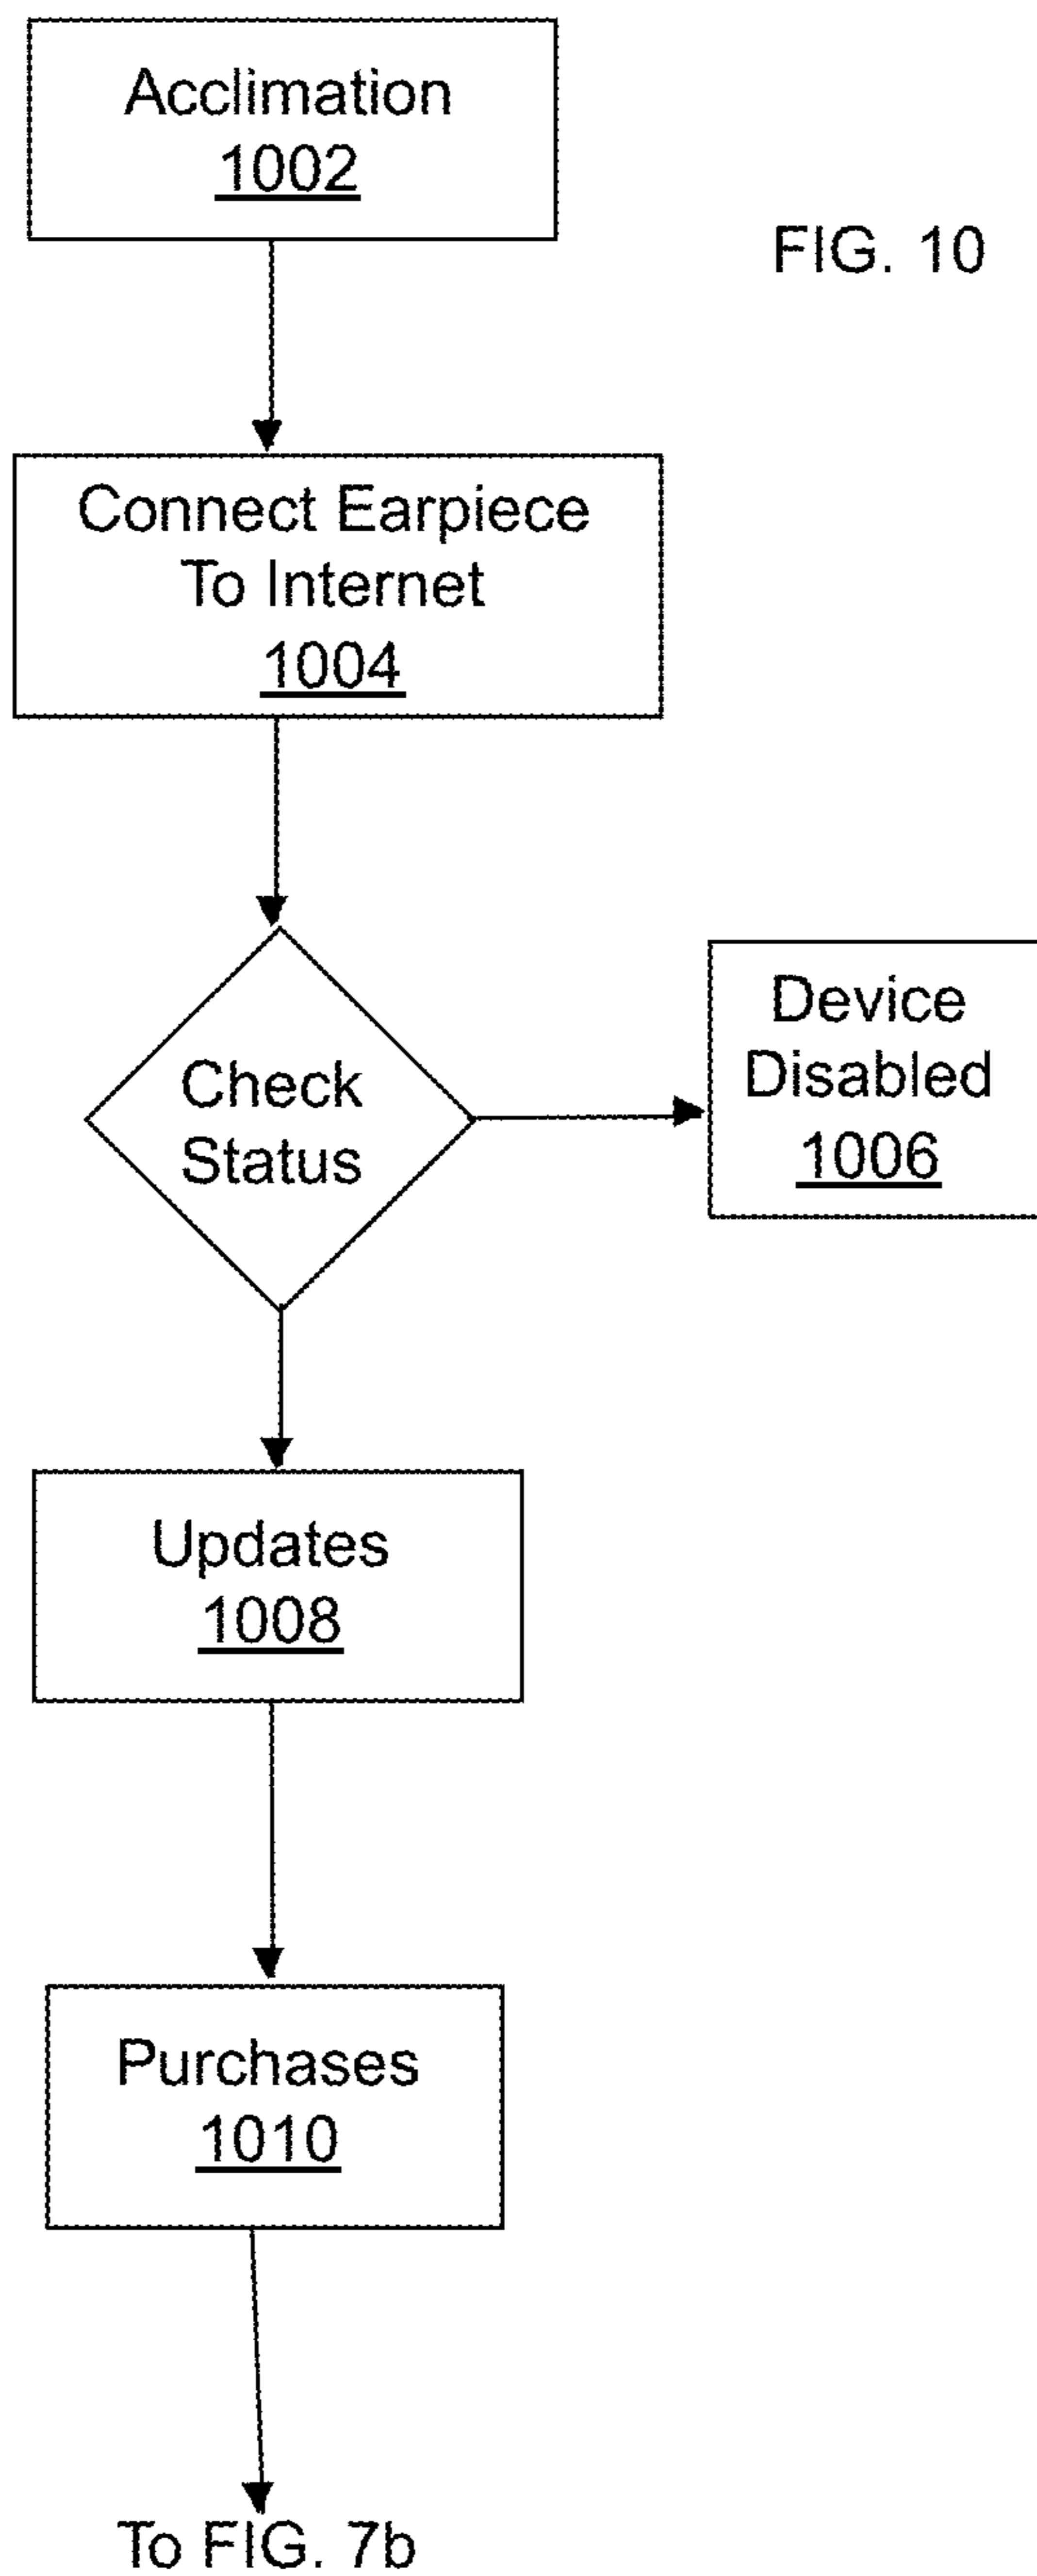 Acclimation
1002
FIG. 10
Connect Earpiece
To Internet
1004
Check
Status
Device
Disabled
1006
Updates
1008
Purchases
1010
To FIG. 7b